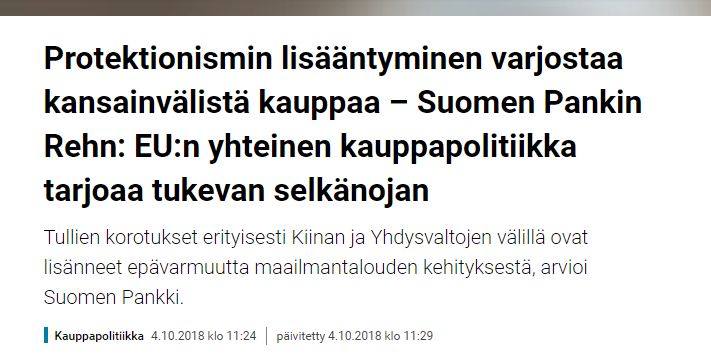 Protektionismin lisääntyminen varjostaa
kansainvälistä kauppaa – Suomen Pankin
Rehn: EU:n yhteinen kauppapolitiikka
tarjoaa tukevan selkänojan
Tullien korotukset erityisesti Kiinan ja Yhdysvaltojen välillä ovat
lisänneet epävarmuutta maailmantalouden kehityksestä, arvioi
Suomen Pankki.
Kauppapolitiikka 4.10.2018 klo 11:24 päivitetty 4.10.2018 klo 11:29